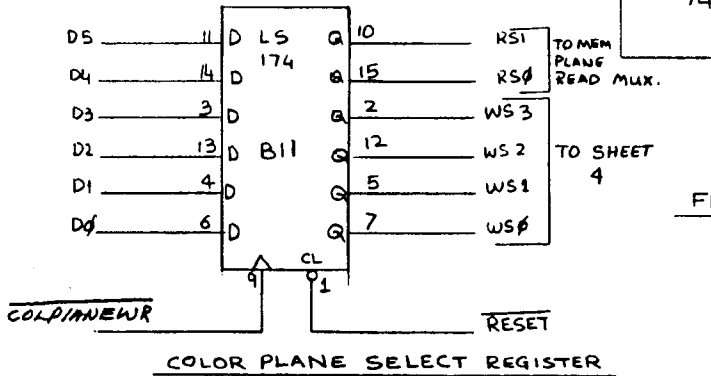 74
D5 11 D LS Q 10 RS1 TO MEM
174 PLANE
D4 14 D Q 15 RSØ READ MUX.
D3 3 D Q 2 WS3
D2 13 D B11 Q 12 WS2 TO SHEET
D1 4 D Q 5 WS1 4
DØ 6 D Q 7 WSØ
F
CL
9 1
COLPLANEWR RESET
COLOR PLANE SELECT REGISTER